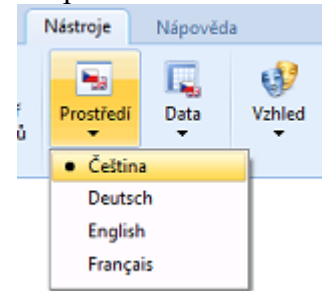 Nástroje Nápověda
Prostředí Data Vzhled
Čeština
Deutsch
English
Français